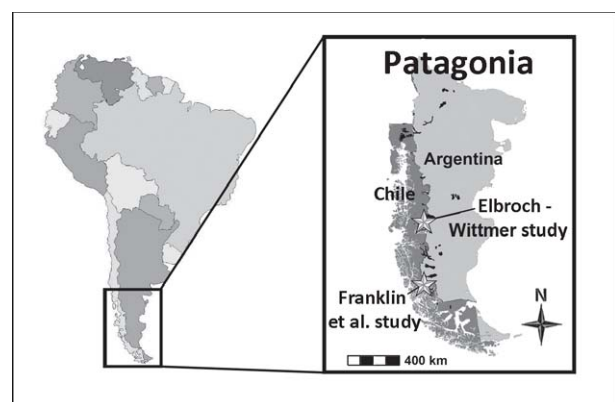 Patagonia
Argentina
Chile
Elbroch -
Wittmer study
Franklin
et al. study
N
400 km